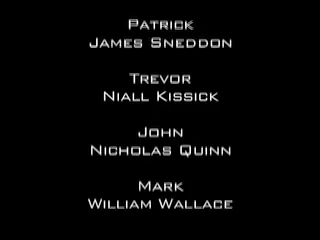 Patrick
James Sneddon
Trevor
Niall Kissick
John
Nicholas Quinn
Mark
William Wallace